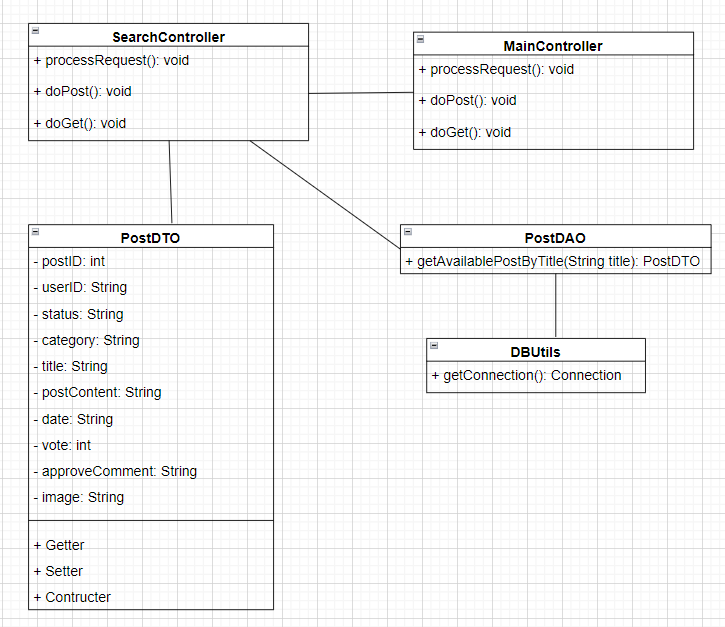 SearchController
+ processRequest(): void
+ doPost(): void
+ doGet(): void
MainController
+ processRequest(): void
+ doPost(): void
+ doGet(): void
PostDTO
- postID: int
- userID: String
- status: String
- category: String
- title: String
- postContent: String
- date: String
- vote: int
- approveComment: String
- image: String
+ Getter
+ Setter
+ Contructer
PostDAO
+ getAvailablePostByTitle(String title): PostDTO
DBUtils
+ getConnection(): Connection